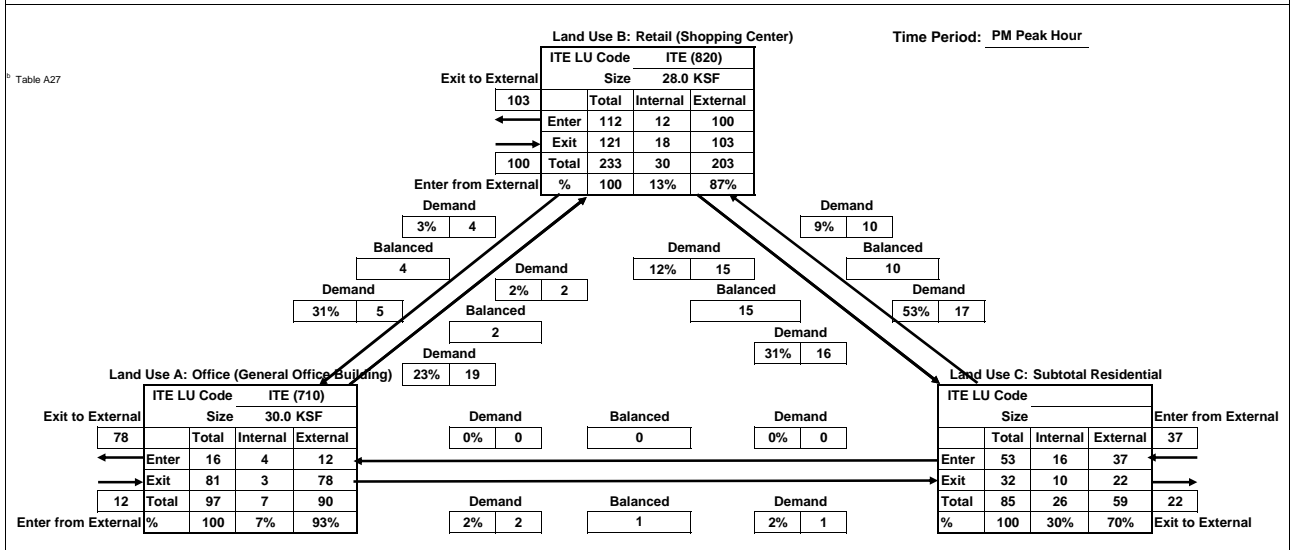 Land Use B: Retail (Shopping Center)
Time Period: PM Peak Hour
ITE LU Code ITE (820)
b Table A27
Exit to External Size 28.0 KSF
103 Total Internal External
Enter 112 12 100
Exit 121 18 103
100 Total 233 30 203
Enter from External % 100 13% 87%
Demand Demand
3% 4 9% 10
Balanced Demand Balanced
4 Demand 12% 15 10
Demand 2% 2 Balanced Demand
31% 5 Balanced 15 53% 17
2 Demand
Demand 31% 16
Land Use A: Office (General Office Building) 23% 19 Land Use C: Subtotal Residential
ITE LU Code ITE (710) ITE LU Code
Exit to External Size 30.0 KSF Demand Balanced Demand Size Enter from External
78 Total Internal External 0% 0 0 0% 0 Total Internal External 37
Enter 16 4 12 Enter 53 16 37
Exit 81 3 78 Exit 32 10 22
12 Total 97 7 90 Demand Balanced Demand Total 85 26 59 22
Enter from External % 100 7% 93% 2% 2 1 2% 1 % 100 30% 70% Exit to External